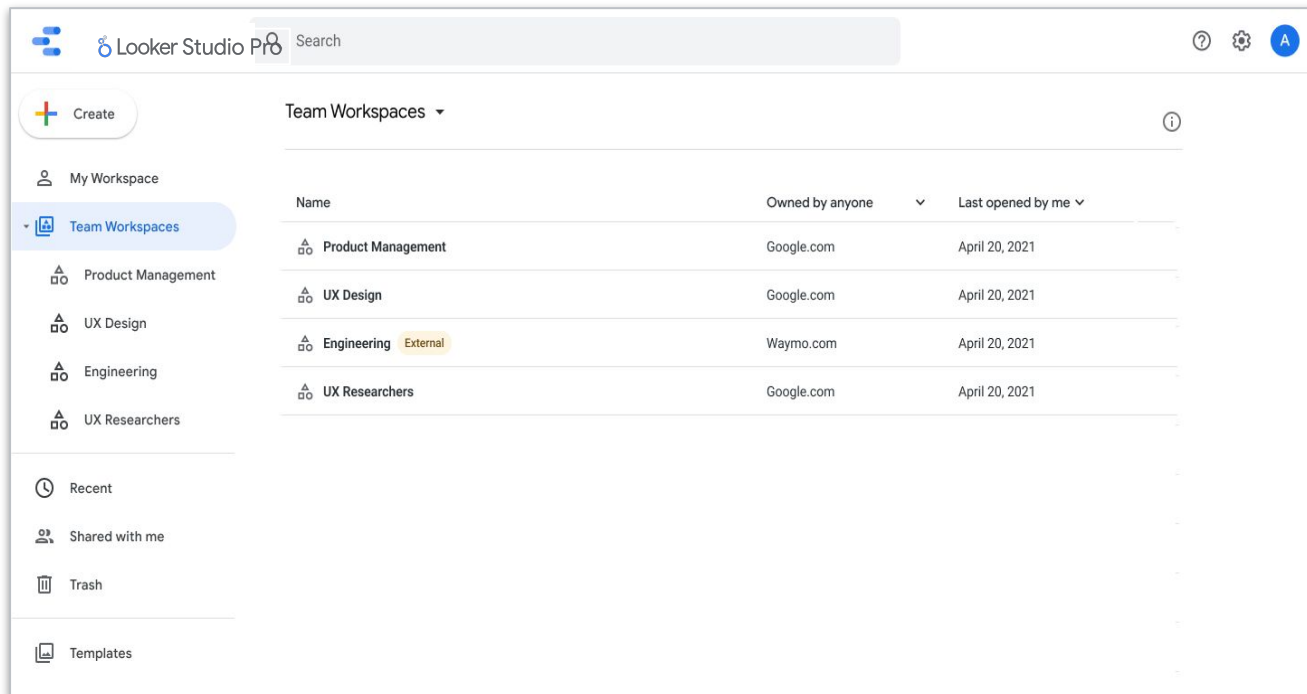 Looker Studio Pro
Search
A
Create
Team Workspaces
My Workspace
Team Workspaces
Product Management
UX Design
Engineering
UX Researchers
Recent
Shared with me
Trash
Templates
Name Owned by anyone Last opened by me
Product Management Google.com April 20, 2021
UX Design Google.com April 20, 2021
Engineering External Waymo.com April 20, 2021
UX Researchers Google.com April 20, 2021